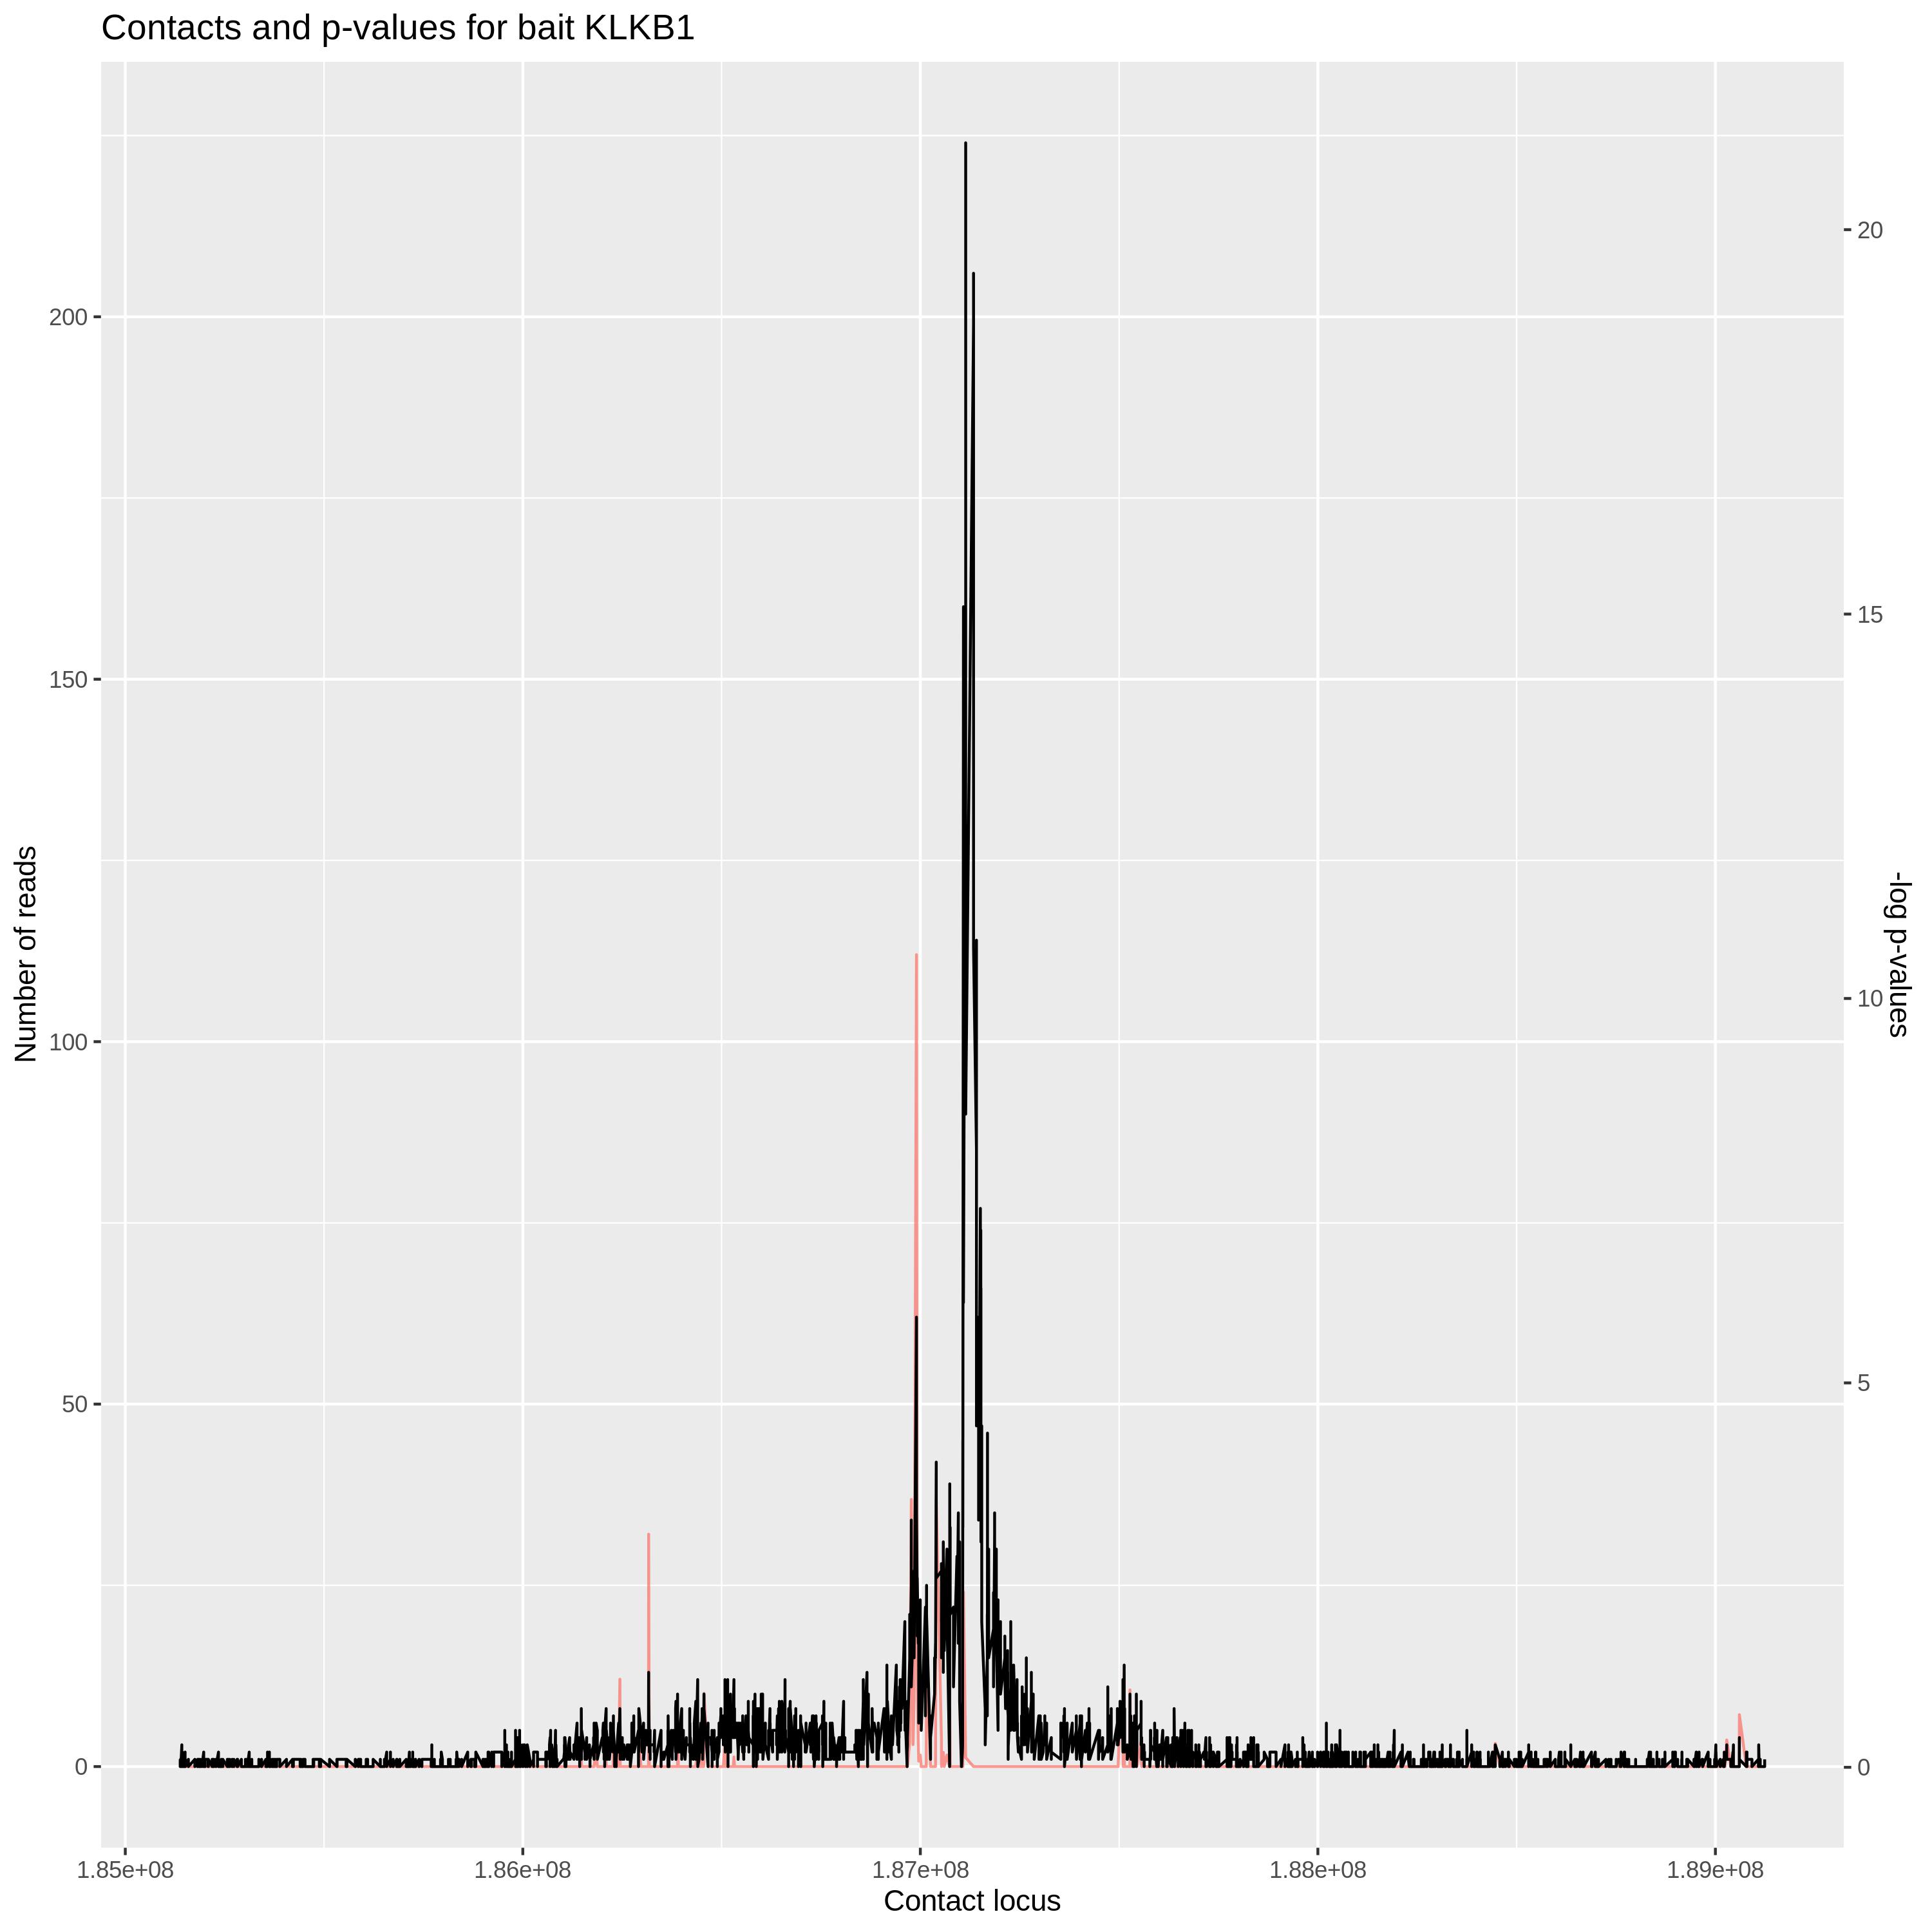 Contacts and p-values for bait KLKB1
200
150
100
50
0
Number of reads
20
15
10
5
0
-log p-values
1.85e+08 1.86e+08 1.87e+08 1.88e+08 1.89e+08
Contact locus